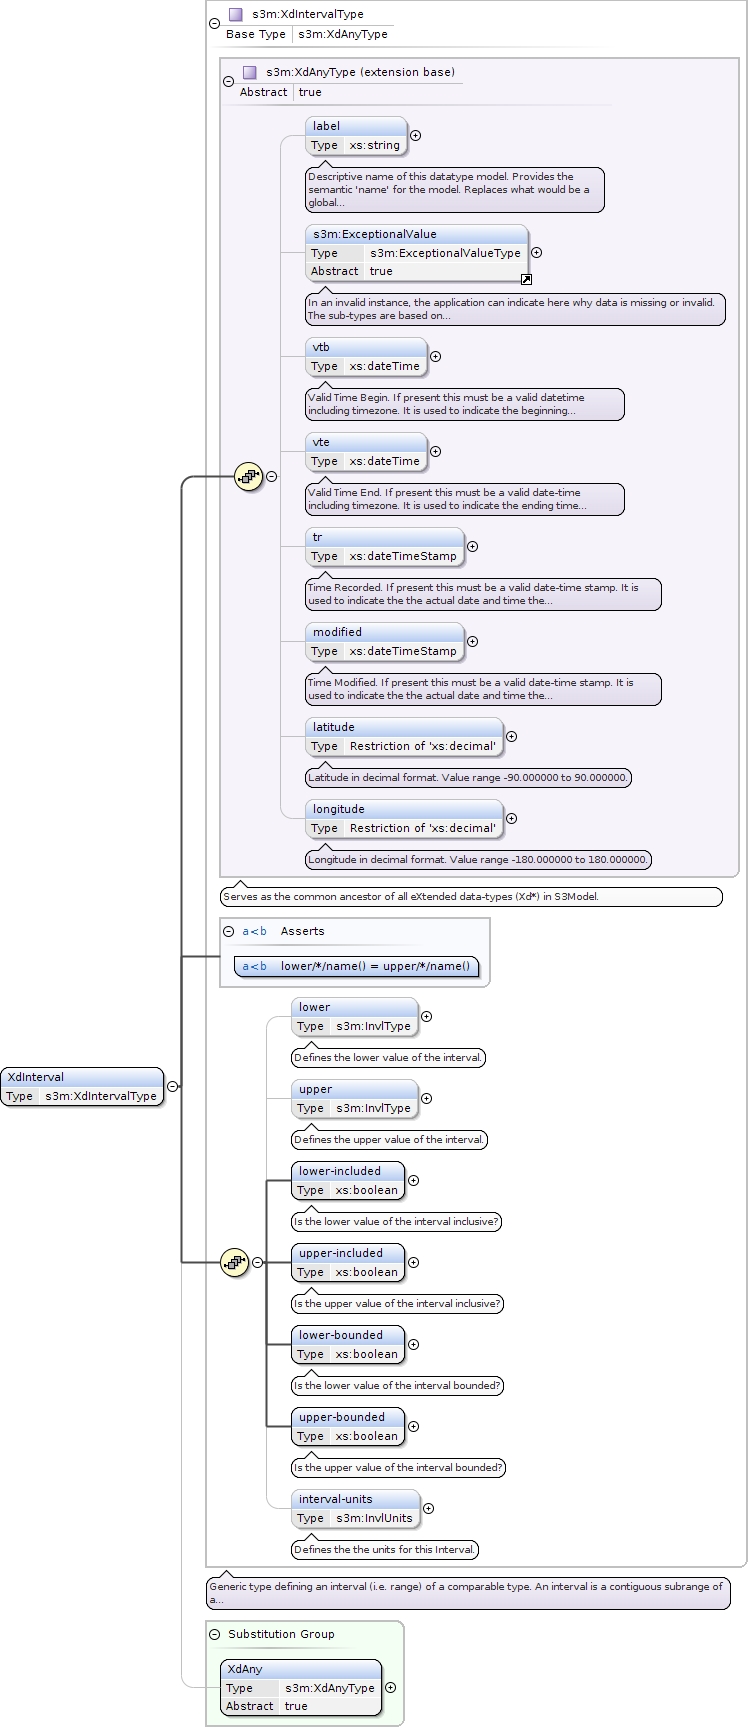 s3m:XdIntervalType
Base Type s3m:XdAnyType
s3m:XdAnyType (extension base)
Abstract true
label
Type xs:string
Descriptive name of this datatype model. Provides the
semantic 'name' for the model. Replaces what would be a
global...
s3m:ExceptionalValue
Type s3m:ExceptionalValueType
Abstract true
In an invalid instance, the application can indicate here why data is missing or invalid.
The sub-types are based on...
vtb
Type xs:dateTime
Valid Time Begin. If present this must be a valid datetime
including timezone. It is used to indicate the beginning...
vte
Type xs:dateTime
Valid Time End. If present this must be a valid date-time
including timezone. It is used to indicate the ending time...
tr
Type xs:dateTimeStamp
Time Recorded. If present this must be a valid date-time stamp. It is
used to indicate the the actual date and time the...
modified
Type xs:dateTimeStamp
Time Modified. If present this must be a valid date-time stamp. It is
used to indicate the the actual date and time the...
latitude
Type Restriction of 'xs:decimal'
Latitude in decimal format. Value range -90.000000 to 90.000000.
longitude
Type Restriction of 'xs:decimal'
Longitude in decimal format. Value range -180.000000 to 180.000000.
Serves as the common ancestor of all eXtended data-types (Xd*) in S3Model.
a<b Asserts
a<b lower/*/name() = upper/*/name()
lower
Type s3m:InvlType
Defines the lower value of the interval.
XdInterval
Type s3m:XdIntervalType
upper
Type s3m:InvlType
Defines the upper value of the interval.
lower-included
Type xs:boolean
Is the lower value of the interval inclusive?
upper-included
Type xs:boolean
Is the upper value of the interval inclusive?
lower-bounded
Type xs:boolean
Is the lower value of the interval bounded?
upper-bounded
Type xs:boolean
Is the upper value of the interval bounded?
interval-units
Type s3m:InvlUnits
Defines the the units for this Interval.
Generic type defining an interval (i.e. range) of a comparable type. An interval is a contiguous subrange of
a...
Substitution Group
XdAny
Type s3m:XdAnyType
Abstract true